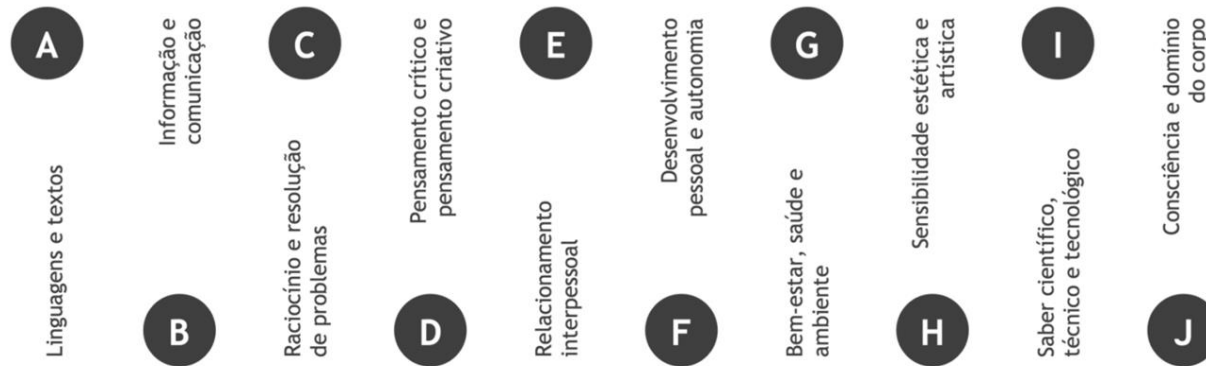 A
Linguagens e textos
B
Informação e
comunicação
C
Raciocínio e resolução
de problemas
D
Pensamento crítico e
pensamento criativo
E
Relacionamento
interpessoal
F
Desenvolvimento
pessoal e autonomia
G
Bem-estar, saúde e
ambiente
H
Sensibilidade estética e
artística
I
Saber científico,
técnico e tecnológico
J
Consciência e domínio
do corpo